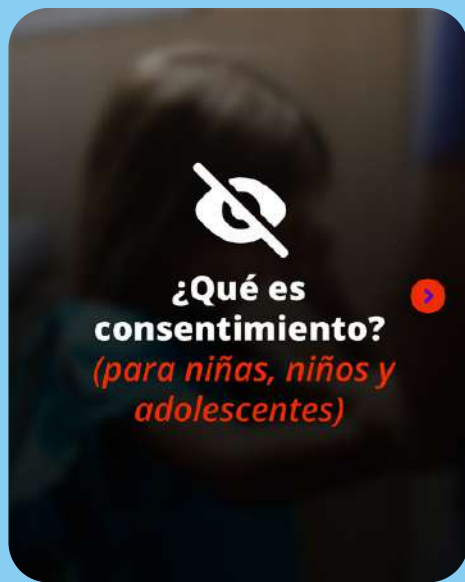 ¿Qué es
consentimiento?
(para niñas, niños y
adolescentes)